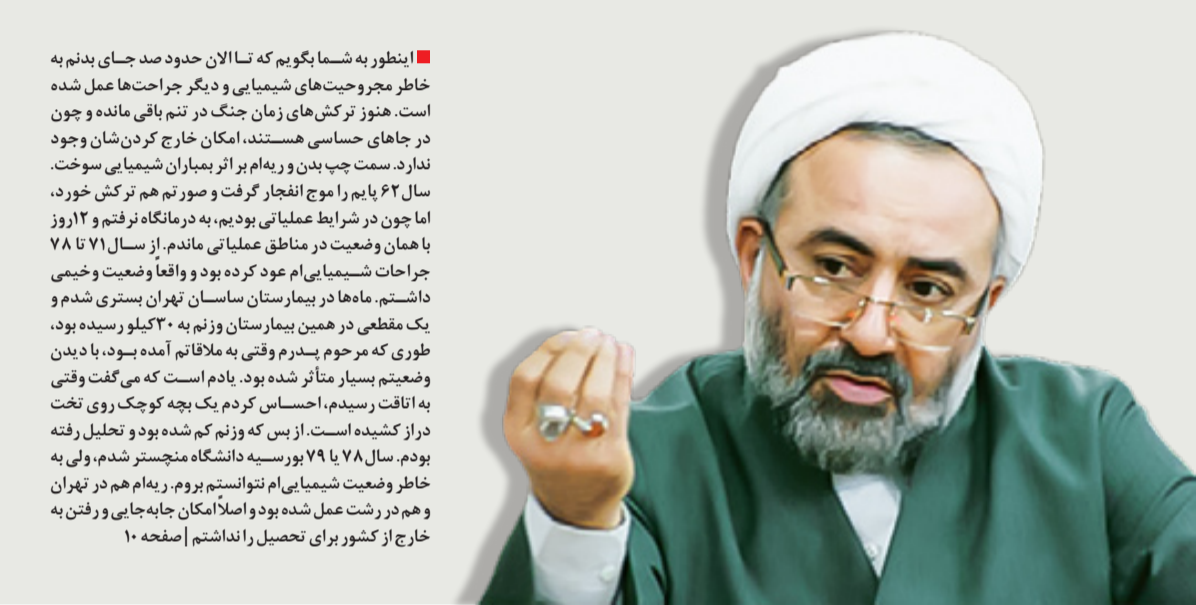 اینطور به شما بگویم که تا الان حدود صد جای بدنم به
خاطر مجروحیت‌های شیمیایی و دیگر جراحت‌ها عمل شده
است. هنوز ترکش‌های زمان جنگ در تنم باقی مانده و چون
در جاهای حساسی هستند، امکان خارج کردن‌شان وجود
ندارد. سمت چپ بدن و ریه‌ام بر اثر بمباران شیمیایی سوخت.
سال ۶۲ پایم را موج انفجار گرفت و صورتم هم ترکش خورد،
اما چون در شرایط عملیاتی بودیم، به درمانگاه نرفتم و ۱۲روز
با همان وضعیت در مناطق عملیاتی ماندم. از سال ۷۱ تا ۷۸
جراحات شیمیایی‌ام عود کرده بود و واقعاً وضعیت وخیمی
داشتم. ماه‌ها در بیمارستان ساسان تهران بستری شدم و
یک مقطعی در همین بیمارستان وزنم به ۳۰کیلو رسیده بود،
طوری که مرحوم پدرم وقتی به ملاقاتم آمده بود، با دیدن
وضعیتم بسیار متأثر شده بود. یادم است که می‌گفت وقتی
به اتاقت رسیدم، احساس کردم یک بچه کوچک روی تخت
دراز کشیده است. از بس که وزنم کم شده بود و تحلیل رفته
بودم. سال ۷۸ یا ۷۹ بورسیه دانشگاه منچستر شدم، ولی به
خاطر وضعیت شیمیایی‌ام نتوانستم بروم. ریه‌ام هم در تهران
و هم در رشت عمل شده بود و اصلاً امکان جابه‌جایی و رفتن به
خارج از کشور برای تحصیل را نداشتم | صفحه ۱۰